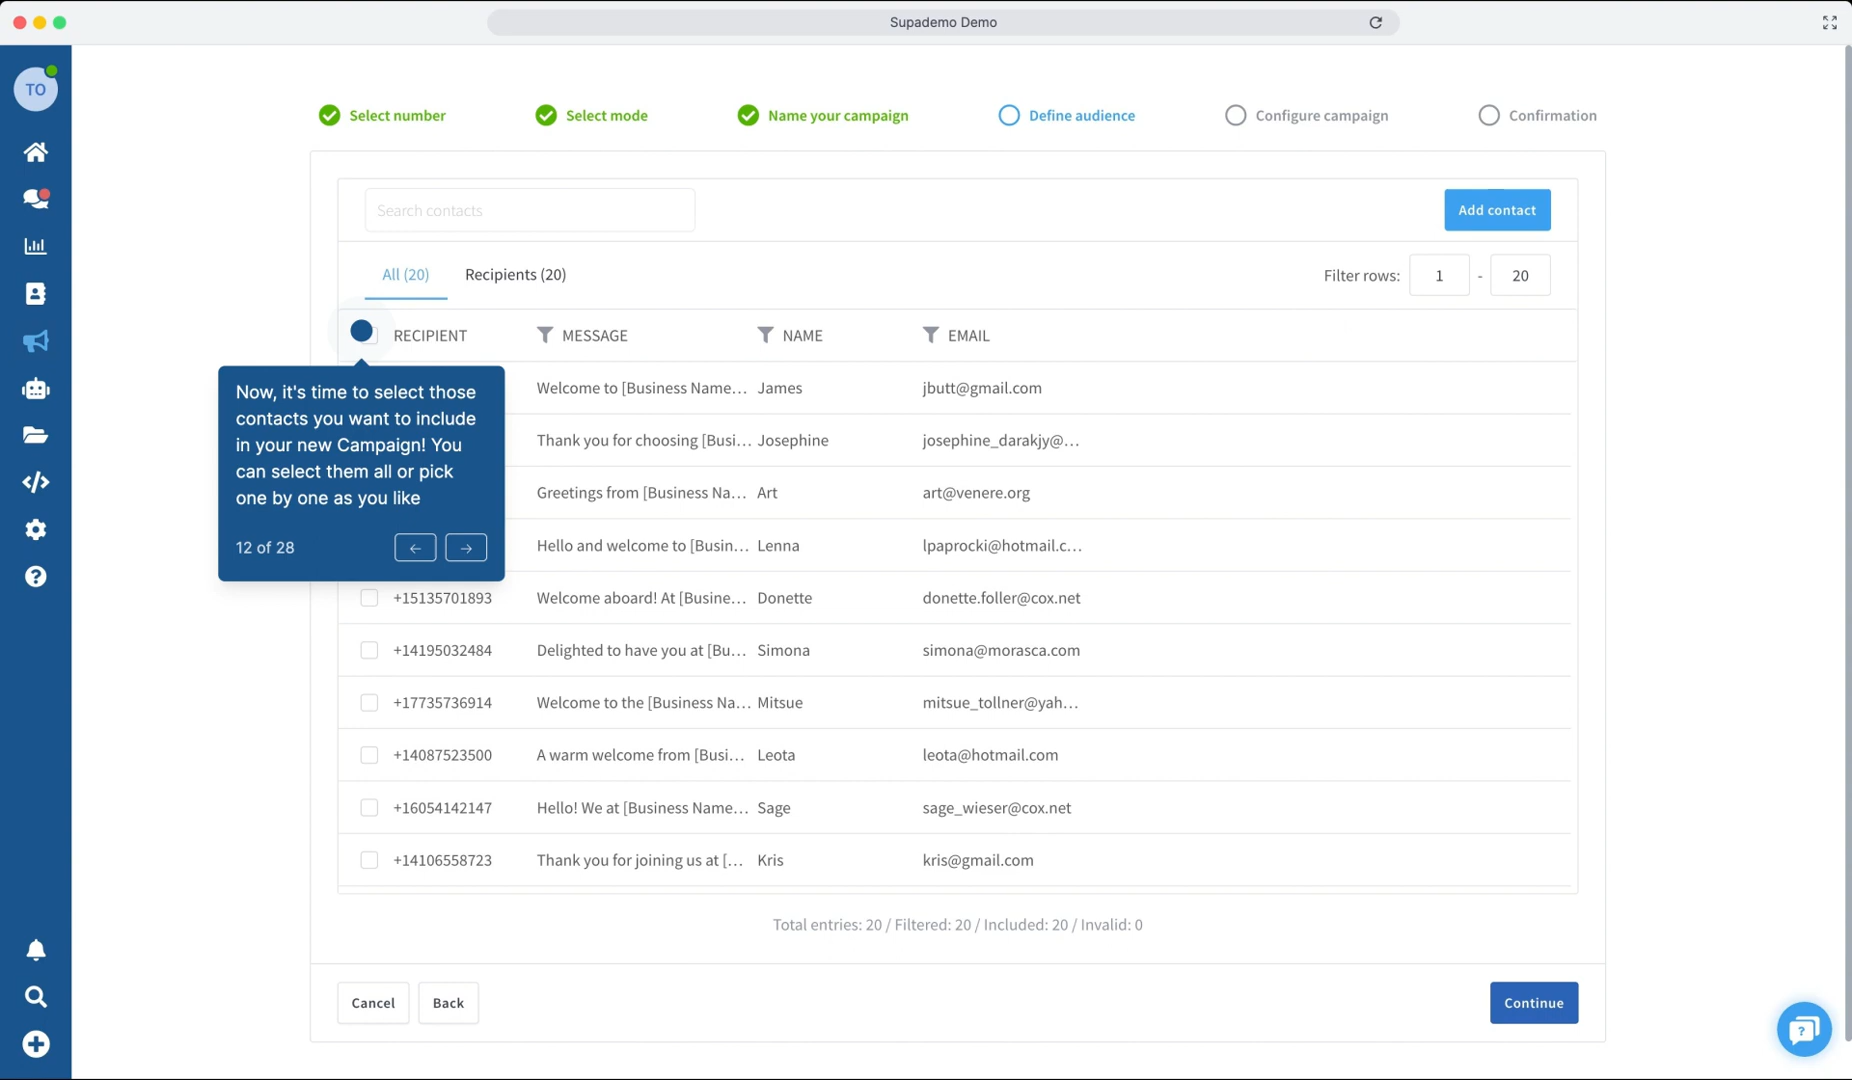 Supademo Demo
TO
Select number
Select mode
Name your campaign
Define audience
Configure campaign
Confirmation
Search contacts
Add contact
All (20)
Recipients (20)
Filter rows:
1
-
20
RECIPIENT
MESSAGE
NAME
EMAIL
Now, it's time to select those
contacts you want to include
in your new Campaign! You
can select them all or pick
one by one as you like
12 of 28
←
→
Welcome to [Business Name... James jbutt@gmail.com
Thank you for choosing [Busi... Josephine josephine_darakjy@...
Greetings from [Business Na... Art art@venere.org
Hello and welcome to [Busin... Lenna lpaprocki@hotmail.c...
+15135701893 Welcome aboard! At [Busine... Donette donette.foller@cox.net
+14195032484 Delighted to have you at [Bu... Simona simona@morasca.com
+17735736914 Welcome to the [Business Na... Mitsue mitsue_tollner@yah...
+14087523500 A warm welcome from [Busi... Leota leota@hotmail.com
+16054142147 Hello! We at [Business Name... Sage sage_wieser@cox.net
+14106558723 Thank you for joining us at [... Kris kris@gmail.com
Total entries: 20 / Filtered: 20 / Included: 20 / Invalid: 0
Cancel
Back
Continue